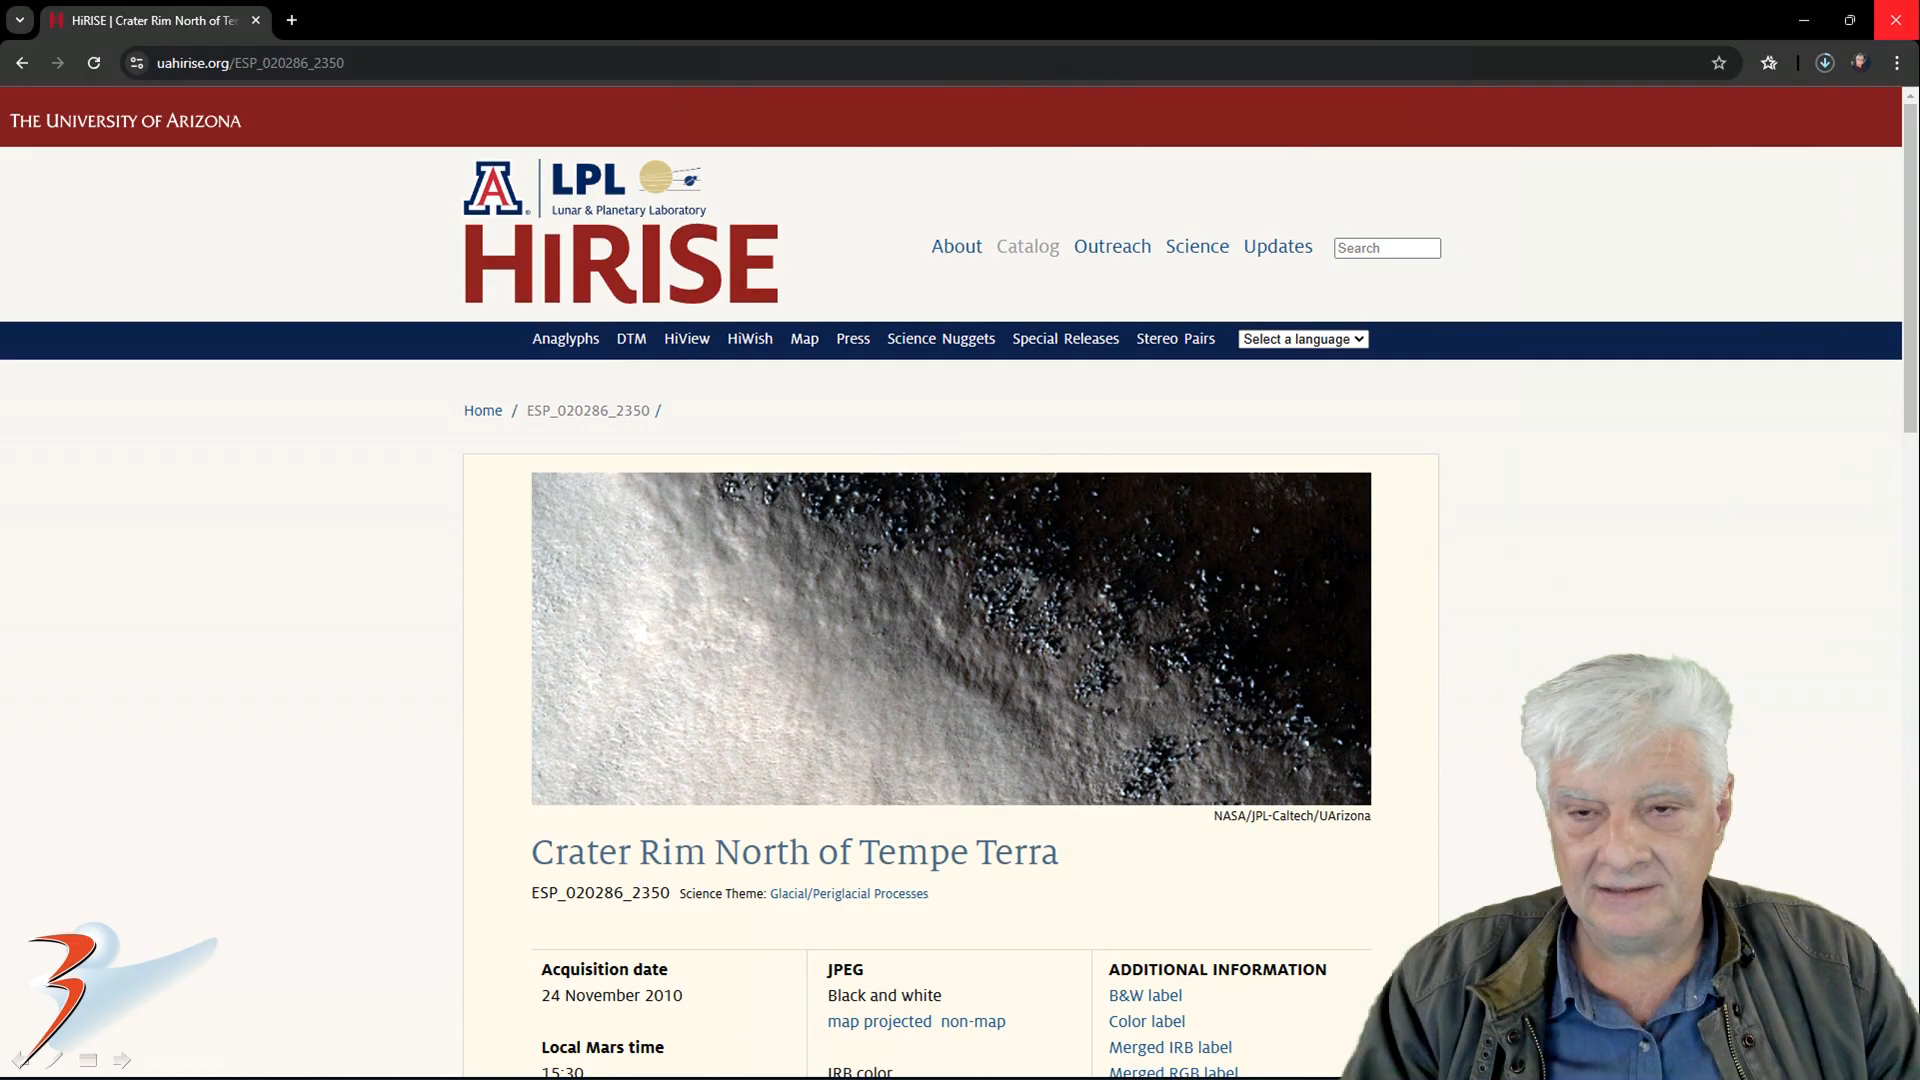 HiRISE | Crater Rim North of Te
uahirise.org/ESP_020286_2350
THE UNIVERSITY OF ARIZONA
LPL
Lunar & Planetary Laboratory
HiRISE
About Catalog Outreach Science Updates Search
Anaglyphs DTM HiView HiWish Map Press Science Nuggets Special Releases Stereo Pairs Select a language
Home / ESP_020286_2350 /
NASA/JPL-Caltech/UArizona
Crater Rim North of Tempe Terra
ESP_020286_2350 Science Theme: Glacial/Periglacial Processes
Acquisition date
24 November 2010
Local Mars time
15:30
JPEG
Black and white
map projected non-map
IRB color
ADDITIONAL INFORMATION
B&W label
Color label
Merged IRB label
Merged RGB label